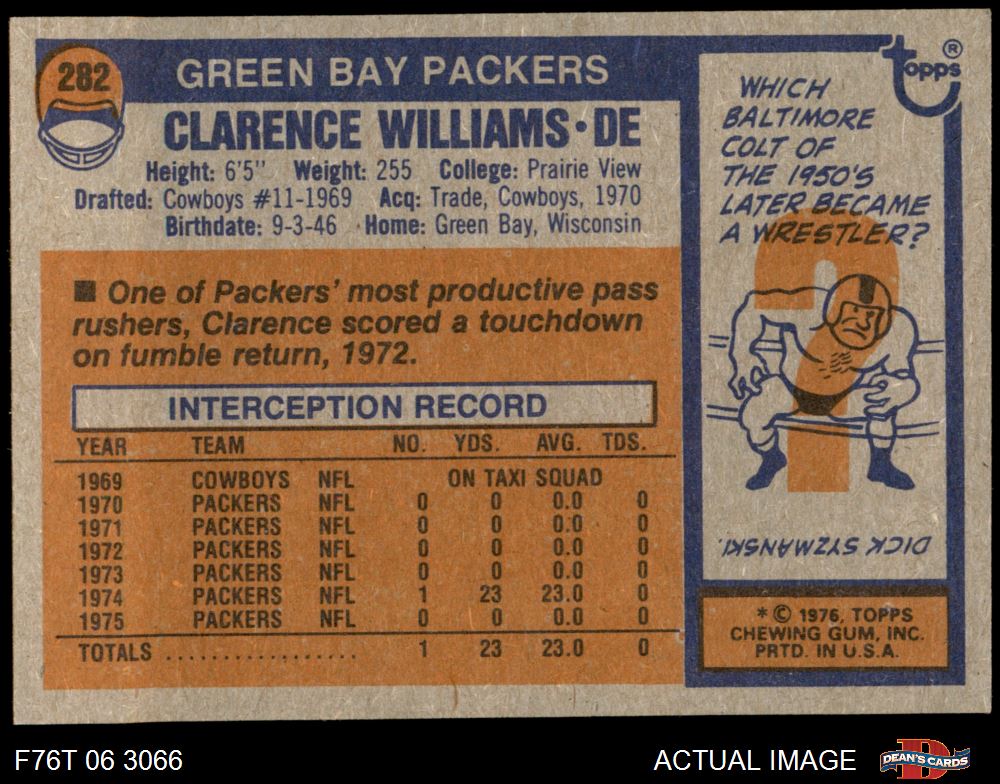 282
GREEN BAY PACKERS
CLARENCE WILLIAMS • DE
Height: 6'5" Weight: 255 College: Prairie View
Drafted: Cowboys #11-1969 Acq: Trade, Cowboys, 1970
Birthdate: 9-3-46 Home: Green Bay, Wisconsin
■ One of Packers' most productive pass
rushers, Clarence scored a touchdown
on fumble return, 1972.
INTERCEPTION RECORD
YEAR TEAM NO. YDS. AVG. TDS.
1969 COWBOYS NFL ON TAXI SQUAD
1970 PACKERS NFL 0 0 0.0 0
1971 PACKERS NFL 0 0 0.0 0
1972 PACKERS NFL 0 0 0.0 0
1973 PACKERS NFL 0 0 0.0 0
1974 PACKERS NFL 1 23 23.0 0
1975 PACKERS NFL 0 0 0.0 0
TOTALS .................. 1 23 23.0 0
topps ®
WHICH
BALTIMORE
COLT OF
THE 1950'S
LATER BECAME
A WRESTLER?
?
DICK SYZMANSKI.
* © 1976, TOPPS
CHEWING GUM, INC.
PRTD. IN U.S.A.
F76T 06 3066
ACTUAL IMAGE
DEAN'S CARDS